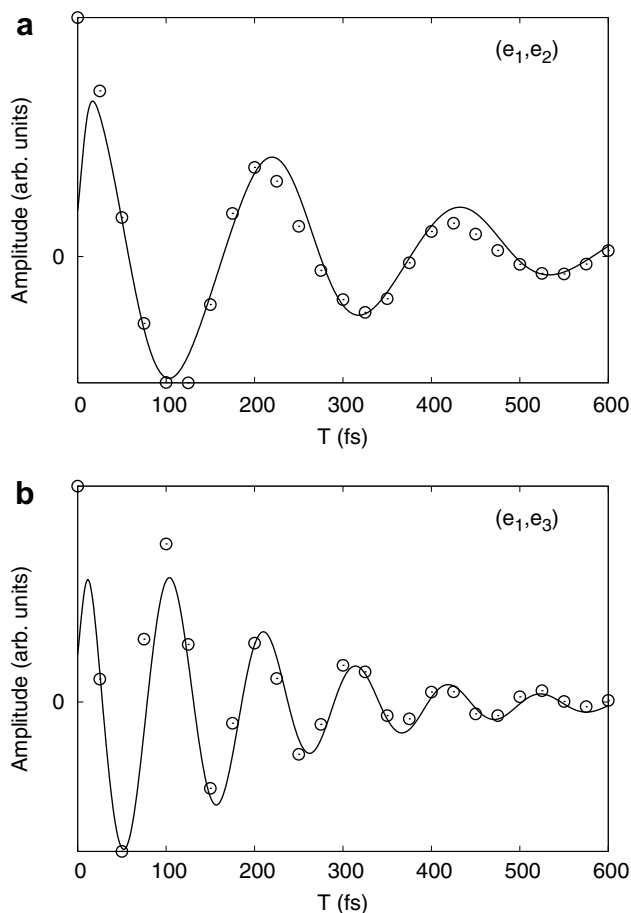 a
(e1,e2)
Amplitude (arb. units)
0
0 100 200 300 400 500 600
T (fs)
b
(e1,e3)
Amplitude (arb. units)
0
0 100 200 300 400 500 600
T (fs)